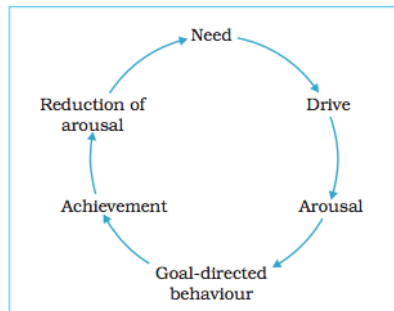 Need
Drive
Arousal
Goal-directed
behaviour
Achievement
Reduction of
arousal